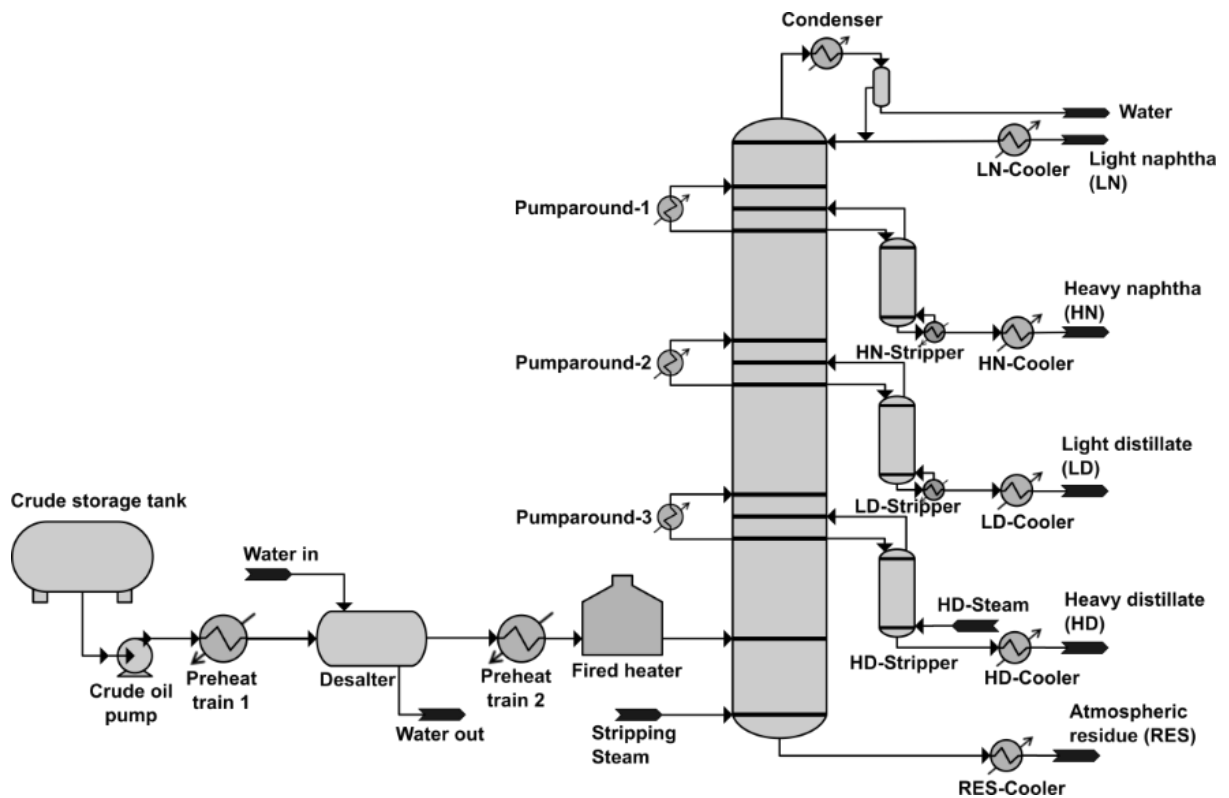 Condenser
Water
LN-Cooler
Light naphtha
(LN)
Pumparound-1
Heavy naphtha
(HN)
HN-Stripper
HN-Cooler
Pumparound-2
Light distillate
(LD)
LD-Stripper
LD-Cooler
Crude storage tank
Pumparound-3
Water in
HD-Steam
Heavy distillate
(HD)
Crude oil
pump
Preheat
train 1
Desalter
Preheat
train 2
Fired heater
HD-Stripper
HD-Cooler
Water out
Stripping
Steam
Atmospheric
residue (RES)
RES-Cooler